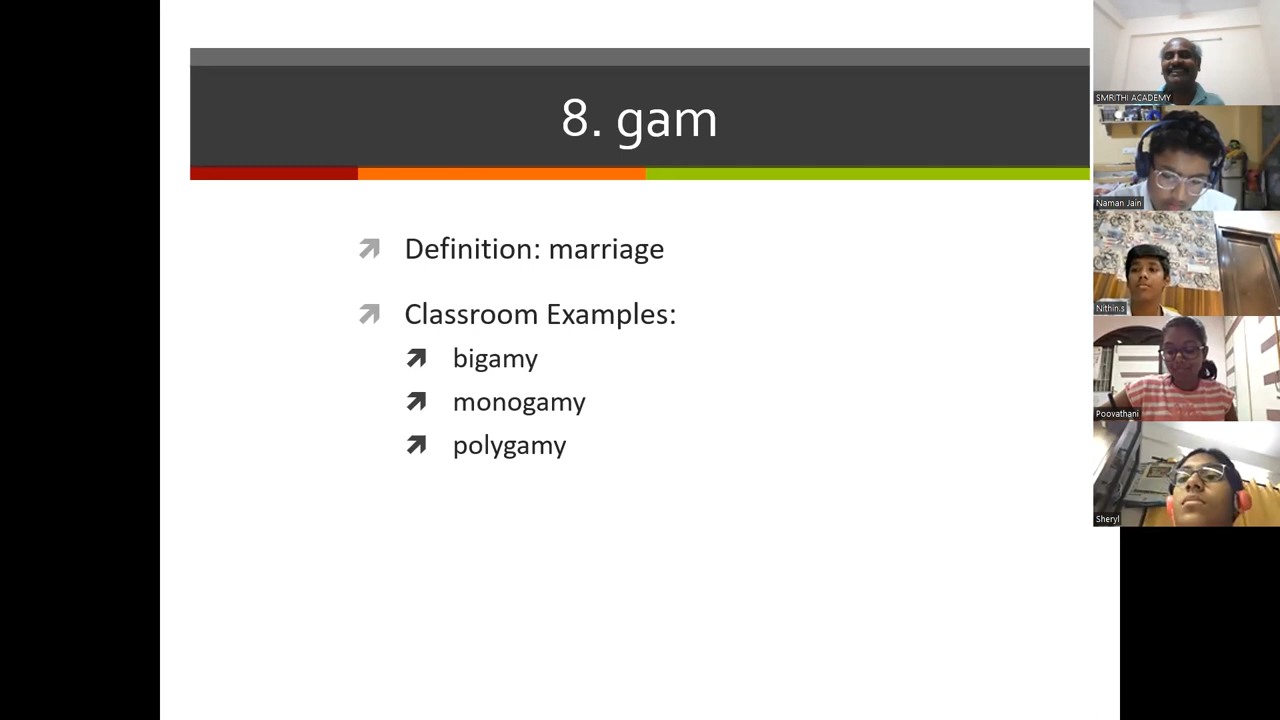 8. gam
Definition: marriage
Classroom Examples:
bigamy
monogamy
polygamy
SMRITHI ACADEMY
Naman Jain
Nithin.s
Poovathani
Sheryl